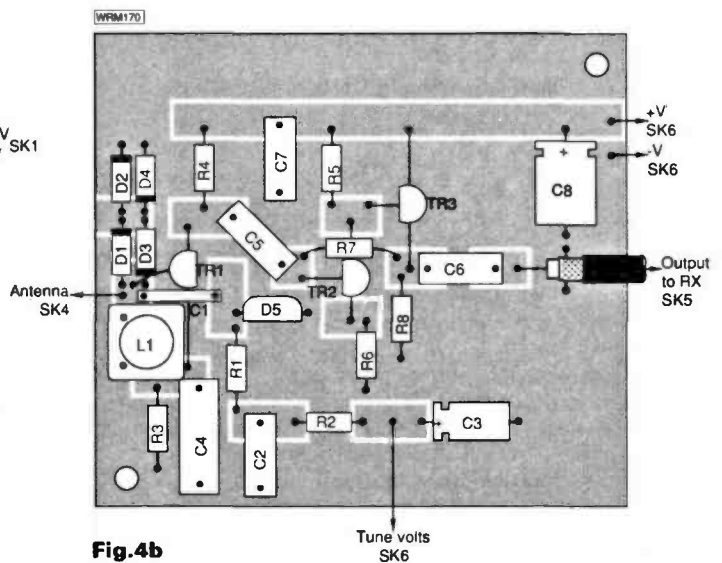 WRM170
V
SK1
+V
SK6
-V
SK6
D2
D4
R4
C7
R5
TR3
+
C8
D1
D3
TR1
C5
R7
TR2
C6
Output
to RX
SK5
Antenna
SK4
C1
D5
R8
L1
R1
R6
R3
C4
C2
R2
+
C3
Tune volts
SK6
Fig.4b